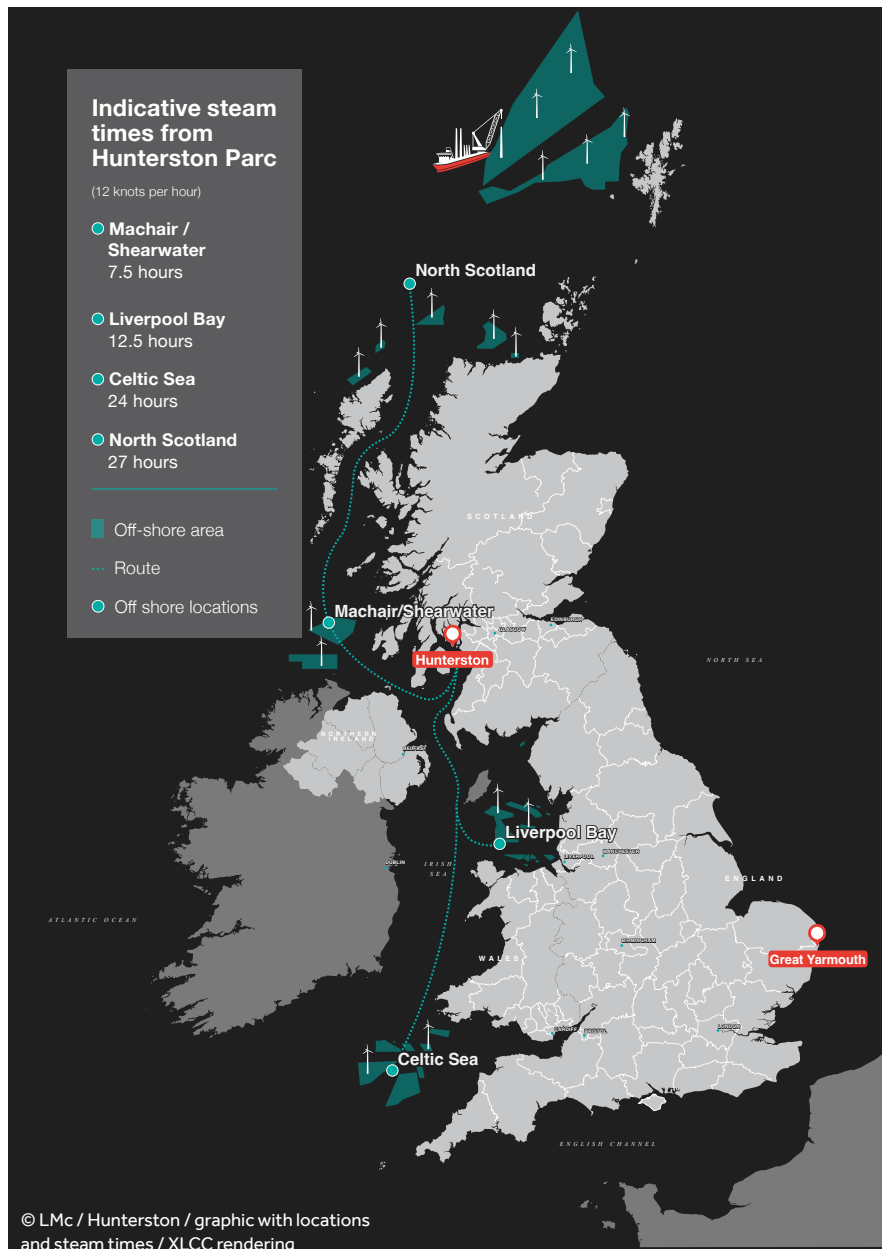 Indicative steam
times from
Hunterston Parc
(12 knots per hour)
Machair /
Shearwater
7.5 hours
Liverpool Bay
12.5 hours
Celtic Sea
24 hours
North Scotland
27 hours
Off-shore area
Route
Off shore locations
North Scotland
SCOTLAND
Machair/Shearwater
GLASGOW
EDINBURGH
Hunterston
NORTH SEA
NORTHERN
IRELAND
BELFAST
Liverpool Bay
DUBLIN
IRISH
SEA
LIVERPOOL
MANCHESTER
ENGLAND
ATLANTIC OCEAN
BIRMINGHAM
WALES
Great Yarmouth
CARDIFF
BRISTOL
LONDON
Celtic Sea
ENGLISH CHANNEL
© LMc / Hunterston / graphic with locations
and steam times / XLCC rendering